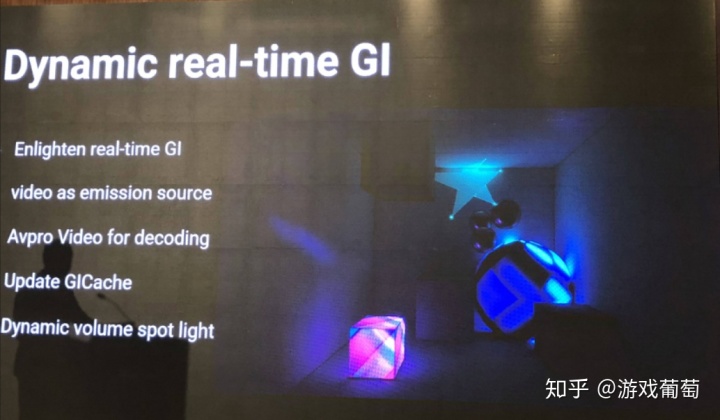 Dynamic real-time GI
Enlighten real-time GI
video as emission source
Avpro Video for decoding
Update GICache
Dynamic volume spot light
知乎 @游戏葡萄